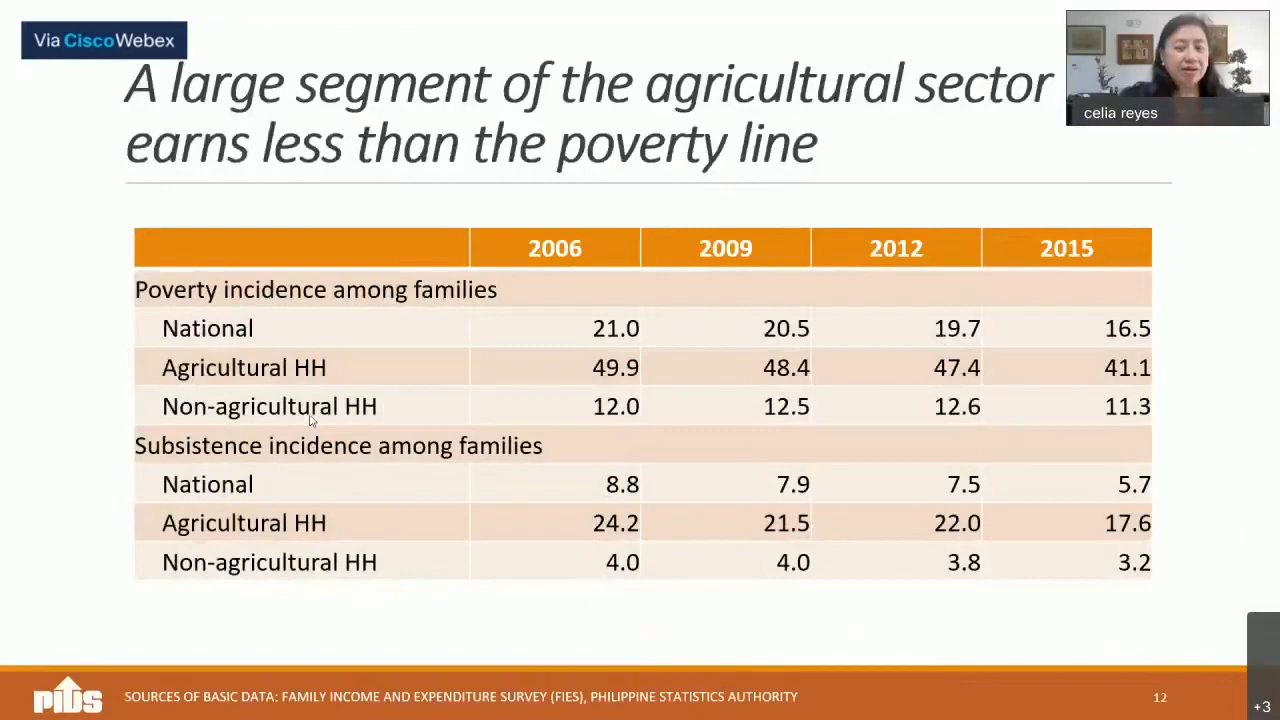 Via CiscoWebex
A large segment of the agricultural sector
earns less than the poverty line
celia reyes
2006 2009 2012 2015
Poverty incidence among families
National 21.0 20.5 19.7 16.5
Agricultural HH 49.9 48.4 47.4 41.1
Non-agricultural HH 12.0 12.5 12.6 11.3
Subsistence incidence among families
National 8.8 7.9 7.5 5.7
Agricultural HH 24.2 21.5 22.0 17.6
Non-agricultural HH 4.0 4.0 3.8 3.2
PIDS
SOURCES OF BASIC DATA: FAMILY INCOME AND EXPENDITURE SURVEY (FIES), PHILIPPINE STATISTICS AUTHORITY
12
+3